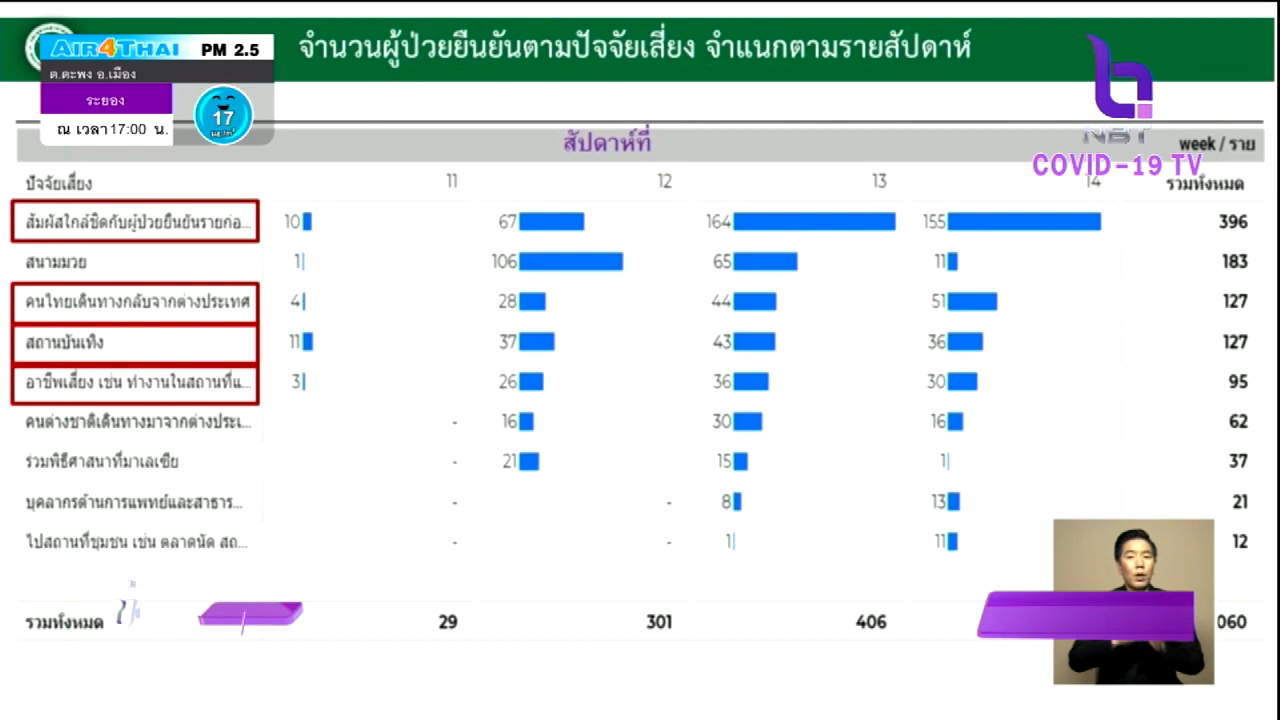 จำนวนผู้ป่วยยืนยันตามปัจจัยเสี่ยง จำแนกตามรายสัปดาห์
AIR4THAI PM 2.5
ต.ตะพง อ.เมือง
ระยอง
17
ณ เวลา17:00 น.
NBT
COVID-19 TV
สัปดาห์ที่ week / ราย
ปัจจัยเสี่ยง 11 12 13 14 รวมทั้งหมด
สัมผัสใกล้ชิดกับผู้ป่วยยืนยันรายก่อ... 10 67 164 155 396
สนามมวย 1 106 65 11 183
คนไทยเดินทางกลับจากต่างประเทศ 4 28 44 51 127
สถานบันเทิง 11 37 43 36 127
อาชีพเสี่ยง เช่น ทำงานในสถานที่แ... 3 26 36 30 95
คนต่างชาติเดินทางมาจากต่างประเ... - 16 30 16 62
ร่วมพิธีศาสนาที่มาเลเซีย - 21 15 1 37
บุคลากรด้านการแพทย์และสาธาร... - - 8 13 21
ไปสถานที่ชุมชน เช่น ตลาดนัด สถ... - - 1 11 12
รวมทั้งหมด 29 301 406 060